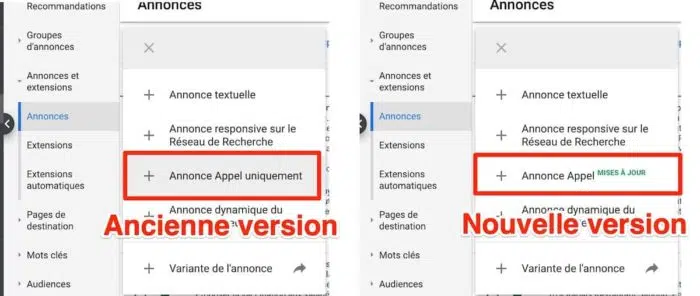 Recommandations
Groupes
d'annonces
Annonces et
extensions
Annonces
Extensions
Extensions
automatiques
Pages de
destination
Mots clés
Audiences
Annonces
Annonce textuelle
Annonce responsive sur le
Réseau de Recherche
Annonce Appel uniquement
Annonce dynamique du
Ancienne version
Variante de l'annonce
Recommandations
Groupes
d'annonces
Annonces et
extensions
Annonces
Extensions
Extensions
automatiques
Pages de
destination
Mots clés
Audiences
Annonces
Annonce textuelle
Annonce responsive sur le
Réseau de Recherche
Annonce Appel MISES À JOUR
Annonce dynamique du
Nouvelle version
Variante de l'annonce